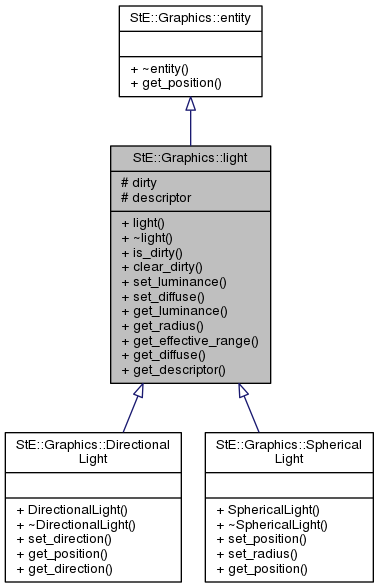 StE::Graphics::entity
+ ~entity()
+ get_position()
StE::Graphics::light
# dirty
# descriptor
+ light()
+ ~light()
+ is_dirty()
+ clear_dirty()
+ set_luminance()
+ set_diffuse()
+ get_luminance()
+ get_radius()
+ get_effective_range()
+ get_diffuse()
+ get_descriptor()
StE::Graphics::Directional
Light
+ DirectionalLight()
+ ~DirectionalLight()
+ set_direction()
+ get_position()
+ get_direction()
StE::Graphics::Spherical
Light
+ SphericalLight()
+ ~SphericalLight()
+ set_position()
+ set_radius()
+ get_position()